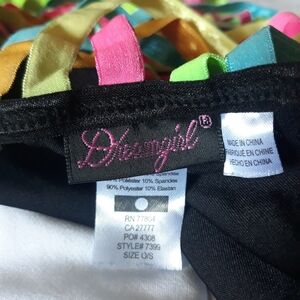 Dreamgirl®
MADE IN CHINA
FABRIQUÉ EN CHINE
HECHO EN CHINA
Polyester 10% Spandex
90% Polyester 10% Elastan
RN 77804
CA 27777
PO# 4308
STYLE# 7399
SIZE O/S